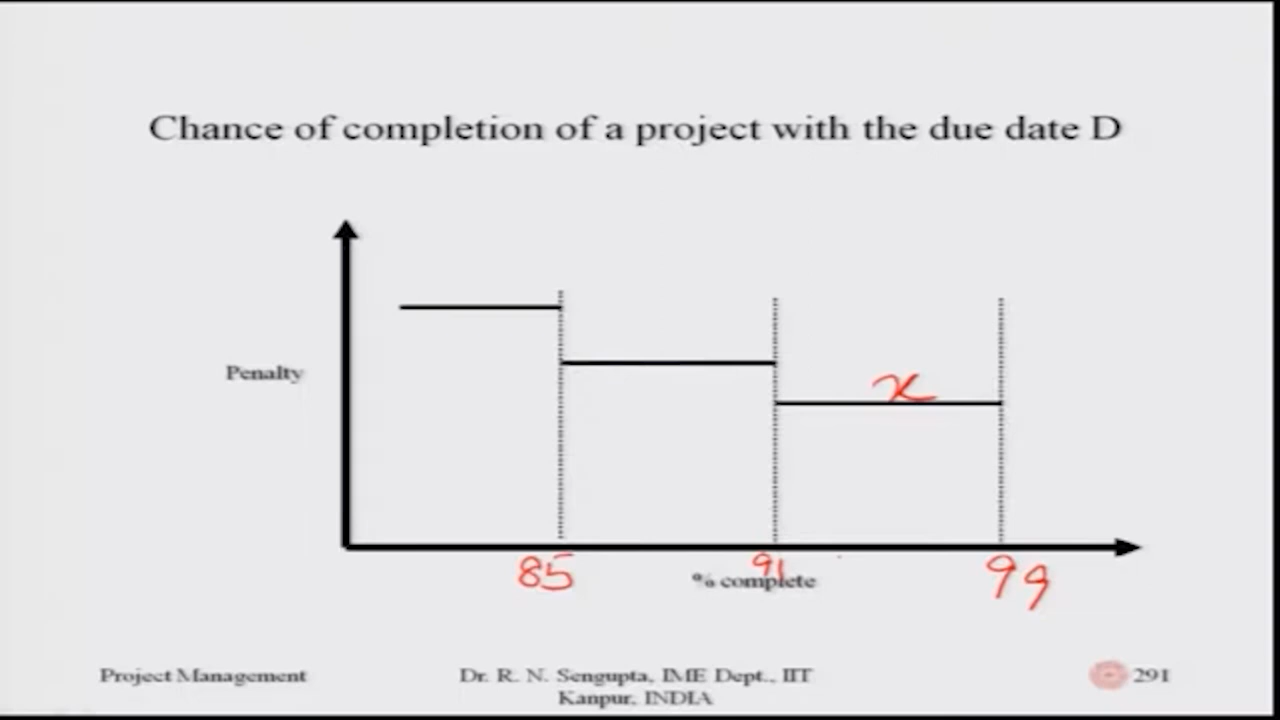 Chance of completion of a project with the due date D
Penalty
x
85 91 99
% complete
Project Management
Dr. R. N. Sengupta, IME Dept., IIT
Kanpur, INDIA
291